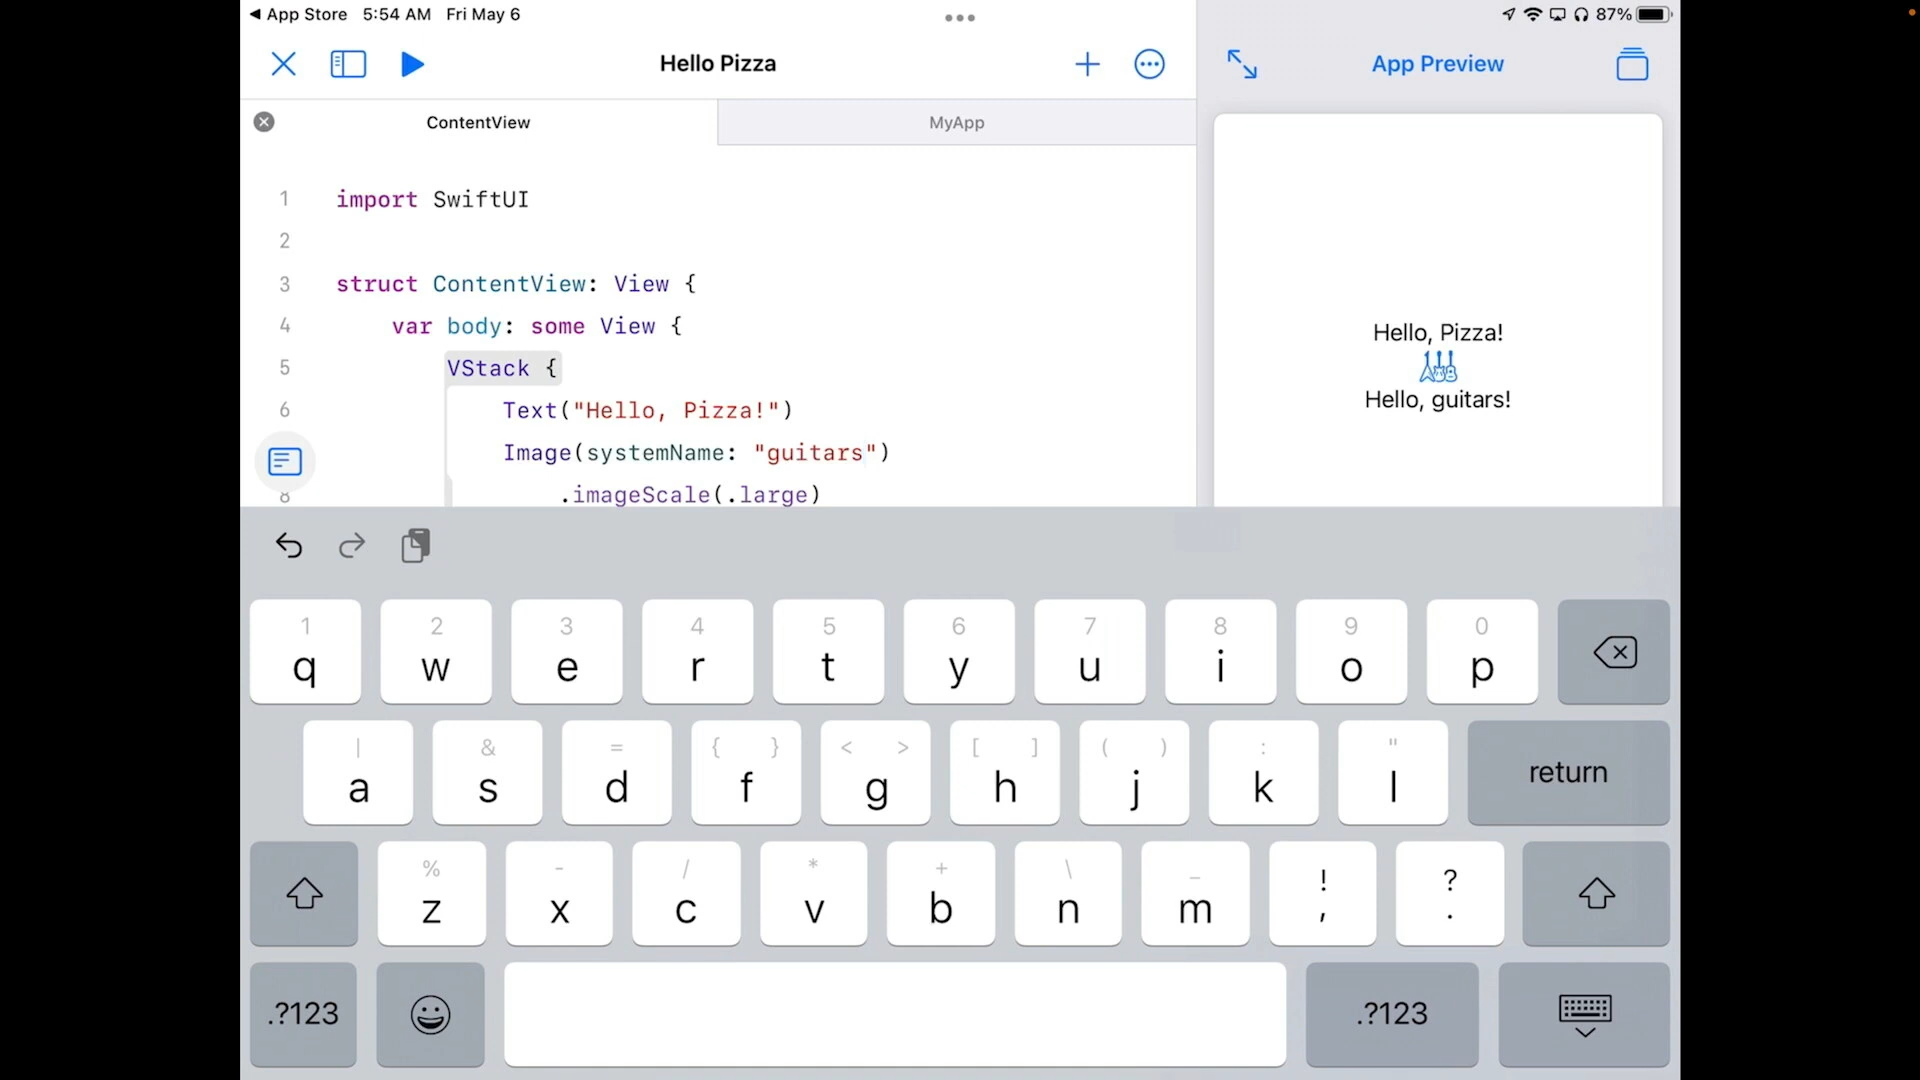 App Store 5:54 AM Fri May 6
87%
Hello Pizza
App Preview
ContentView
MyApp
1 import SwiftUI
2
3 struct ContentView: View {
4 var body: some View {
5 VStack {
6 Text("Hello, Pizza!")
Image(systemName: "guitars")
8 .imageScale(.large)
Hello, Pizza!
Hello, guitars!
1 2 3 4 5 6 7 8 9 0
q w e r t y u i o p
| & = { } < > [ ] ( ) : "
a s d f g h j k l return
% - / * + \ _ ! ?
z x c v b n m , .
.?123 .?123